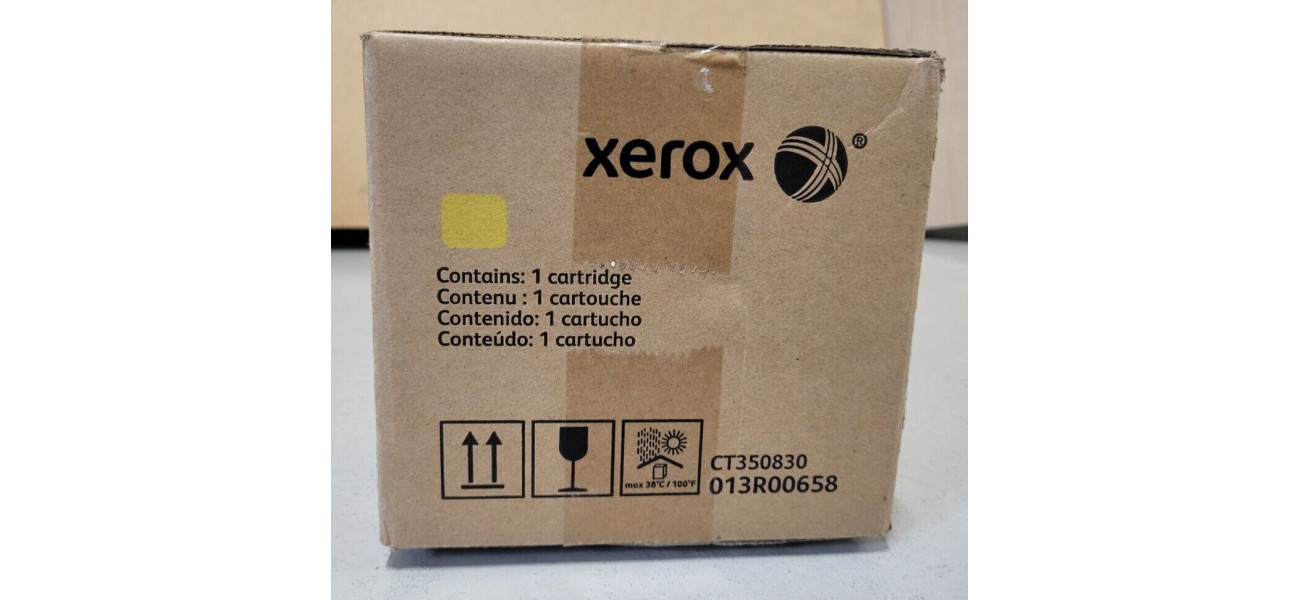 xerox ®
Contains: 1 cartridge
Contenu : 1 cartouche
Contenido: 1 cartucho
Conteúdo: 1 cartucho
max 38°C / 100°F
CT350830
013R00658